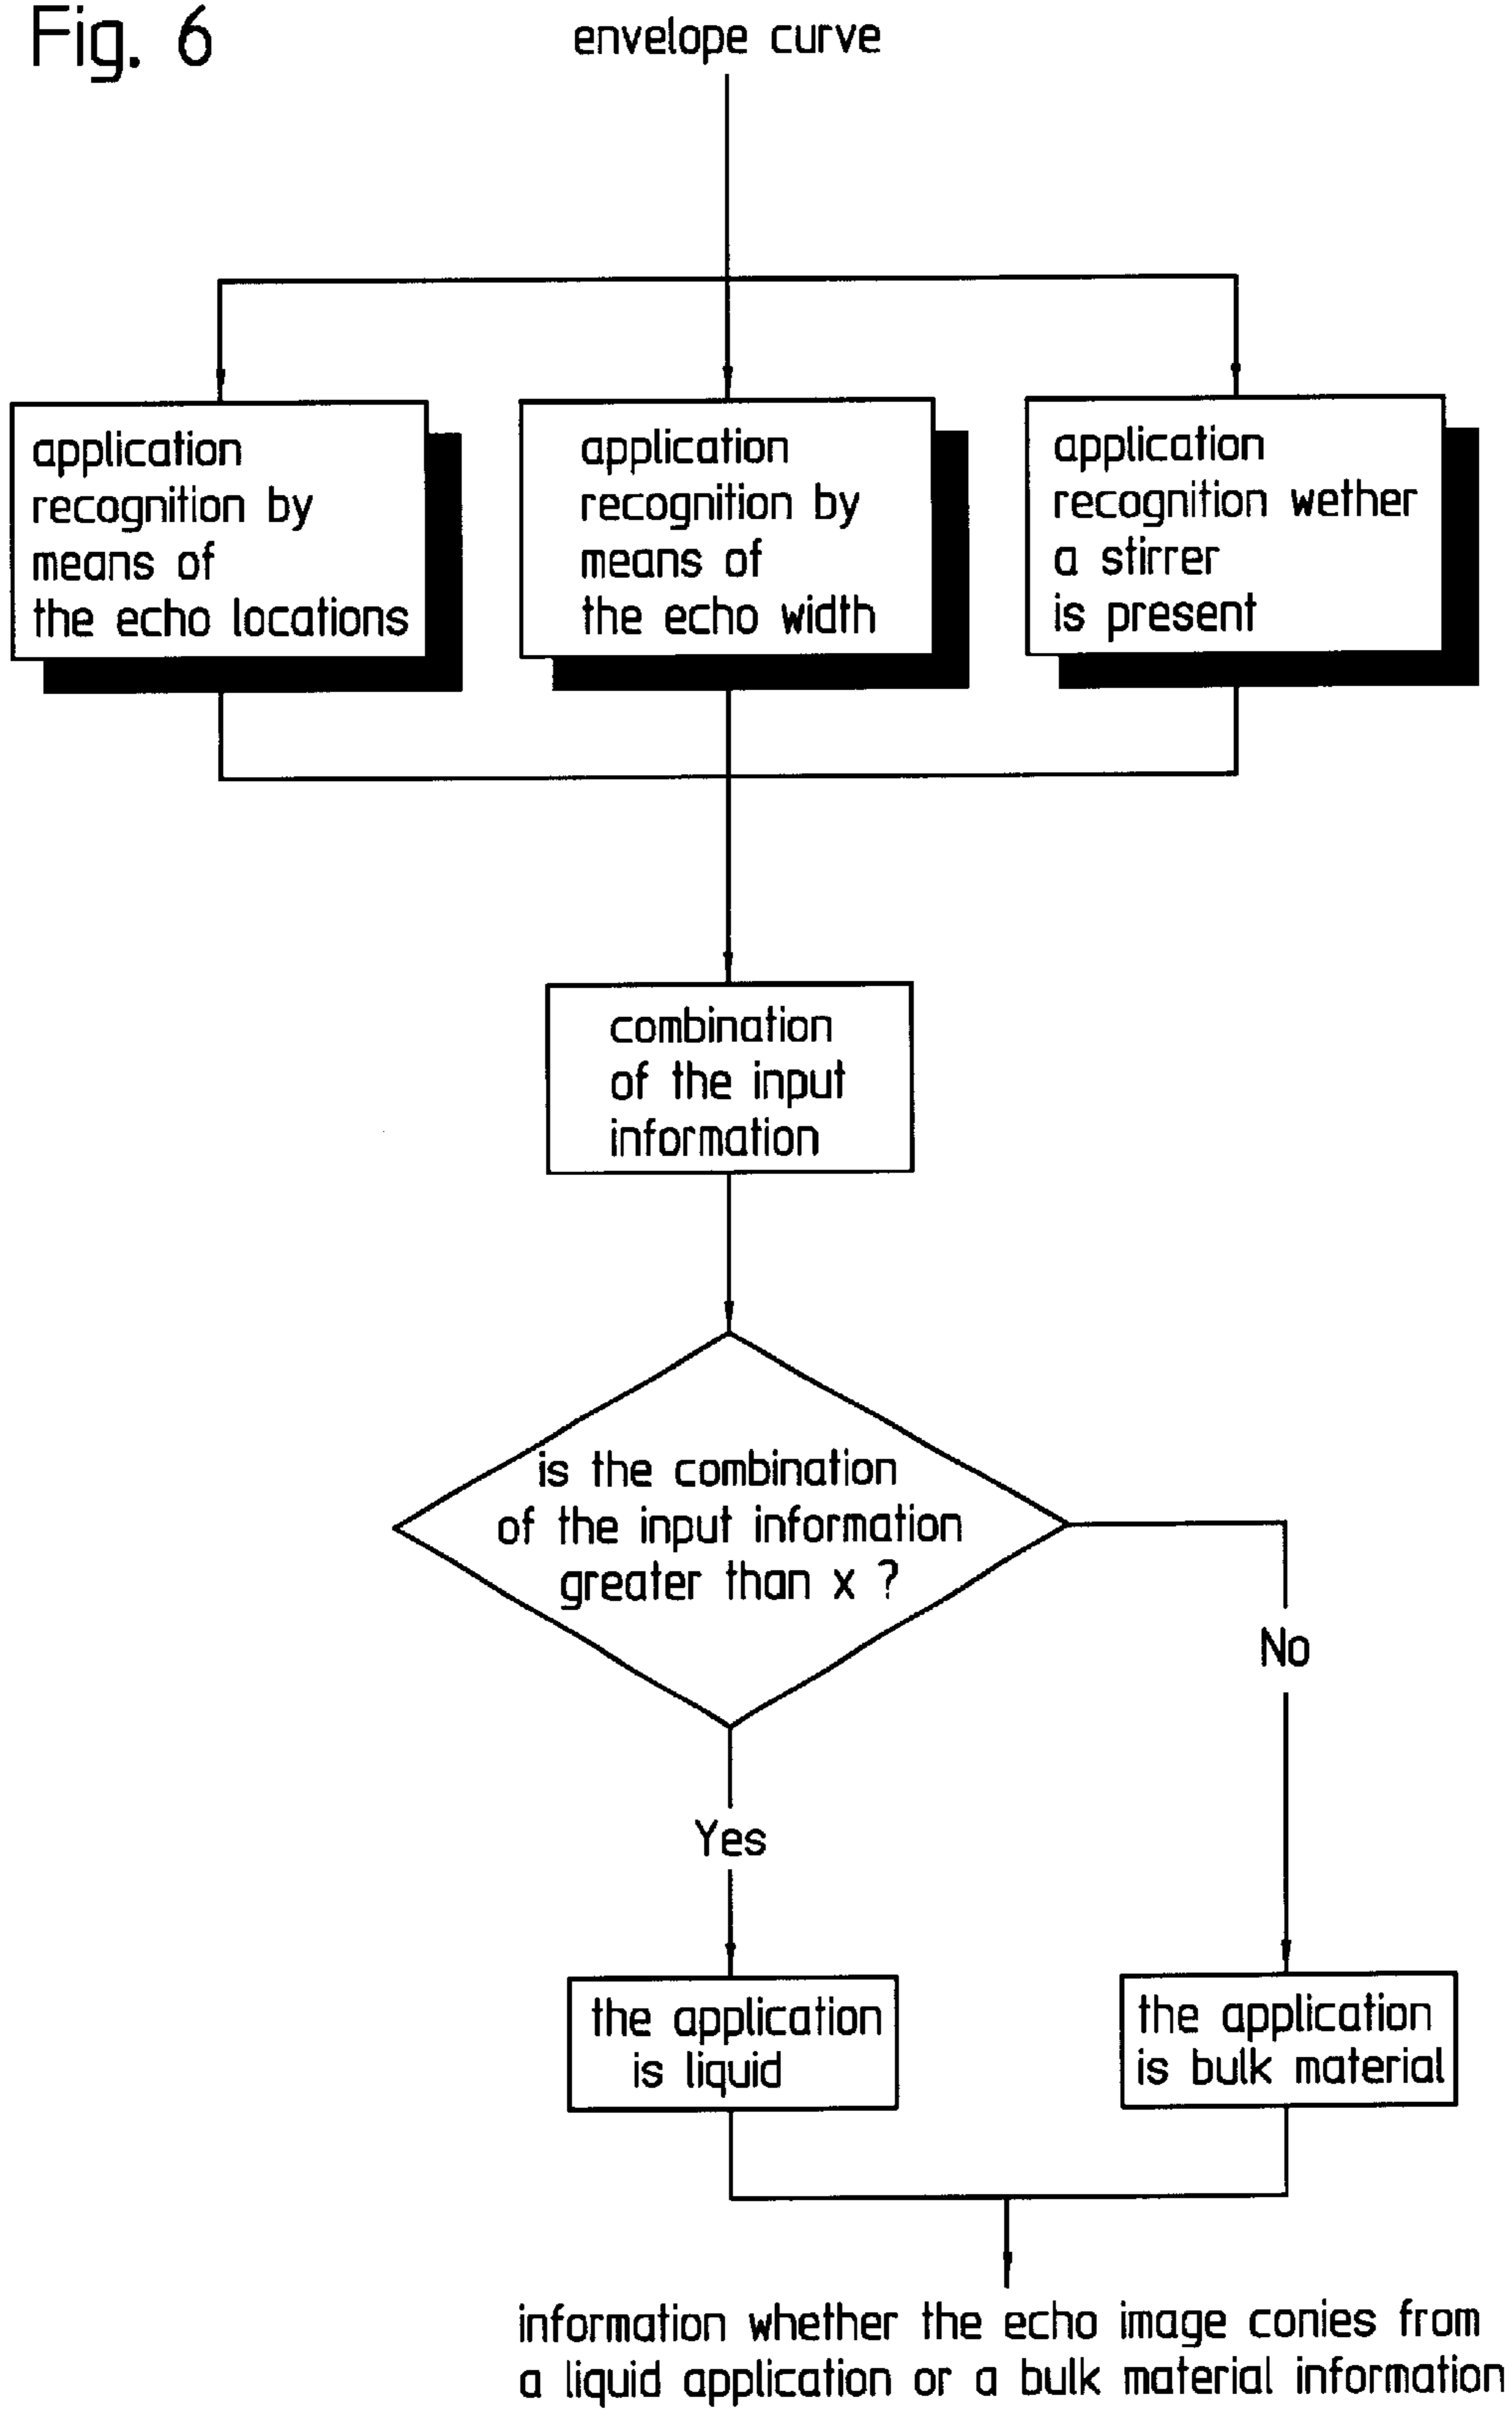 Fig. 6
envelope curve
application
recognition by
means of
the echo locations
application
recognition by
means of
the echo width
application
recognition wether
a stirrer
is present
combination
of the input
information
is the combination
of the input information
greater than x ?
No
Yes
the application
is liquid
the application
is bulk material
information whether the echo image conies from
a liquid application or a bulk material information